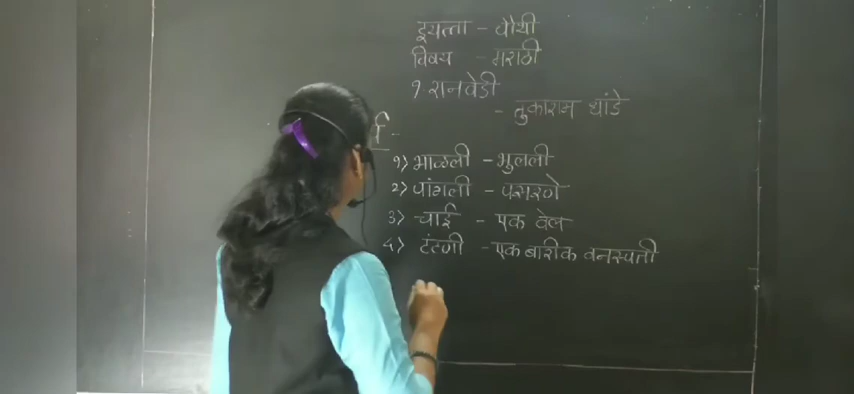 इयत्ता - चौथी
विषय - मराठी
१. रानवेडी
- तुकाराम धांडे
र्थ -
१) भाळली - भुलली
२) पांगली - पसरणे
३) चाई - एक वेल
४) टंटणी - एक बारीक वनस्पती